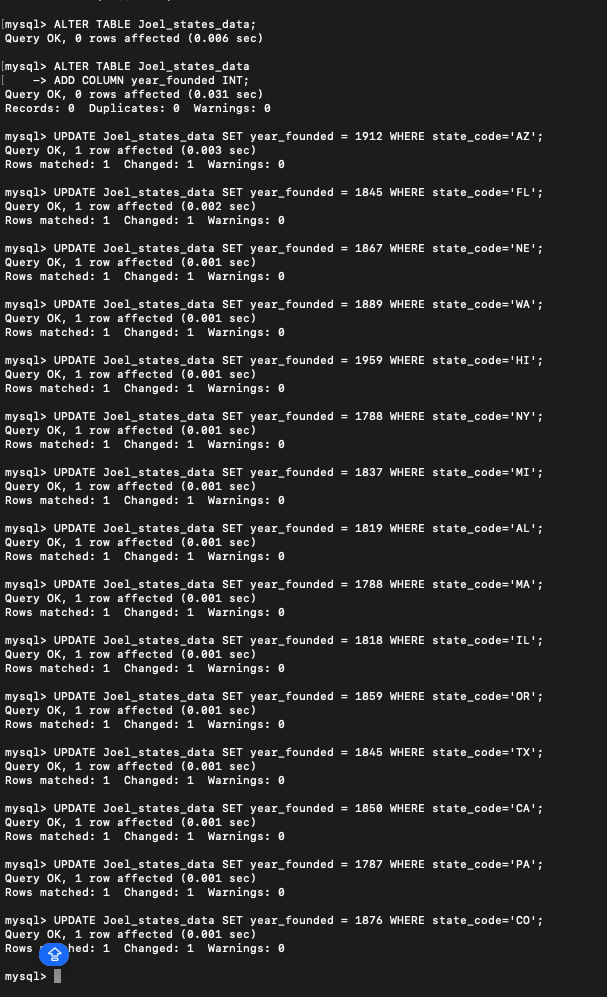 mysql> ALTER TABLE Joel_states_data;
Query OK, 0 rows affected (0.006 sec)
mysql> ALTER TABLE Joel_states_data
-> ADD COLUMN year_founded INT;
Query OK, 0 rows affected (0.031 sec)
Records: 0  Duplicates: 0  Warnings: 0
mysql> UPDATE Joel_states_data SET year_founded = 1912 WHERE state_code='AZ';
Query OK, 1 row affected (0.003 sec)
Rows matched: 1  Changed: 1  Warnings: 0
mysql> UPDATE Joel_states_data SET year_founded = 1845 WHERE state_code='FL';
Query OK, 1 row affected (0.002 sec)
Rows matched: 1  Changed: 1  Warnings: 0
mysql> UPDATE Joel_states_data SET year_founded = 1867 WHERE state_code='NE';
Query OK, 1 row affected (0.001 sec)
Rows matched: 1  Changed: 1  Warnings: 0
mysql> UPDATE Joel_states_data SET year_founded = 1889 WHERE state_code='WA';
Query OK, 1 row affected (0.001 sec)
Rows matched: 1  Changed: 1  Warnings: 0
mysql> UPDATE Joel_states_data SET year_founded = 1959 WHERE state_code='HI';
Query OK, 1 row affected (0.001 sec)
Rows matched: 1  Changed: 1  Warnings: 0
mysql> UPDATE Joel_states_data SET year_founded = 1788 WHERE state_code='NY';
Query OK, 1 row affected (0.001 sec)
Rows matched: 1  Changed: 1  Warnings: 0
mysql> UPDATE Joel_states_data SET year_founded = 1837 WHERE state_code='MI';
Query OK, 1 row affected (0.001 sec)
Rows matched: 1  Changed: 1  Warnings: 0
mysql> UPDATE Joel_states_data SET year_founded = 1819 WHERE state_code='AL';
Query OK, 1 row affected (0.001 sec)
Rows matched: 1  Changed: 1  Warnings: 0
mysql> UPDATE Joel_states_data SET year_founded = 1788 WHERE state_code='MA';
Query OK, 1 row affected (0.001 sec)
Rows matched: 1  Changed: 1  Warnings: 0
mysql> UPDATE Joel_states_data SET year_founded = 1818 WHERE state_code='IL';
Query OK, 1 row affected (0.001 sec)
Rows matched: 1  Changed: 1  Warnings: 0
mysql> UPDATE Joel_states_data SET year_founded = 1859 WHERE state_code='OR';
Query OK, 1 row affected (0.001 sec)
Rows matched: 1  Changed: 1  Warnings: 0
mysql> UPDATE Joel_states_data SET year_founded = 1845 WHERE state_code='TX';
Query OK, 1 row affected (0.001 sec)
Rows matched: 1  Changed: 1  Warnings: 0
mysql> UPDATE Joel_states_data SET year_founded = 1850 WHERE state_code='CA';
Query OK, 1 row affected (0.001 sec)
Rows matched: 1  Changed: 1  Warnings: 0
mysql> UPDATE Joel_states_data SET year_founded = 1787 WHERE state_code='PA';
Query OK, 1 row affected (0.001 sec)
Rows matched: 1  Changed: 1  Warnings: 0
mysql> UPDATE Joel_states_data SET year_founded = 1876 WHERE state_code='CO';
Query OK, 1 row affected (0.001 sec)
Rows hed: 1  Changed: 1  Warnings: 0
mysql>